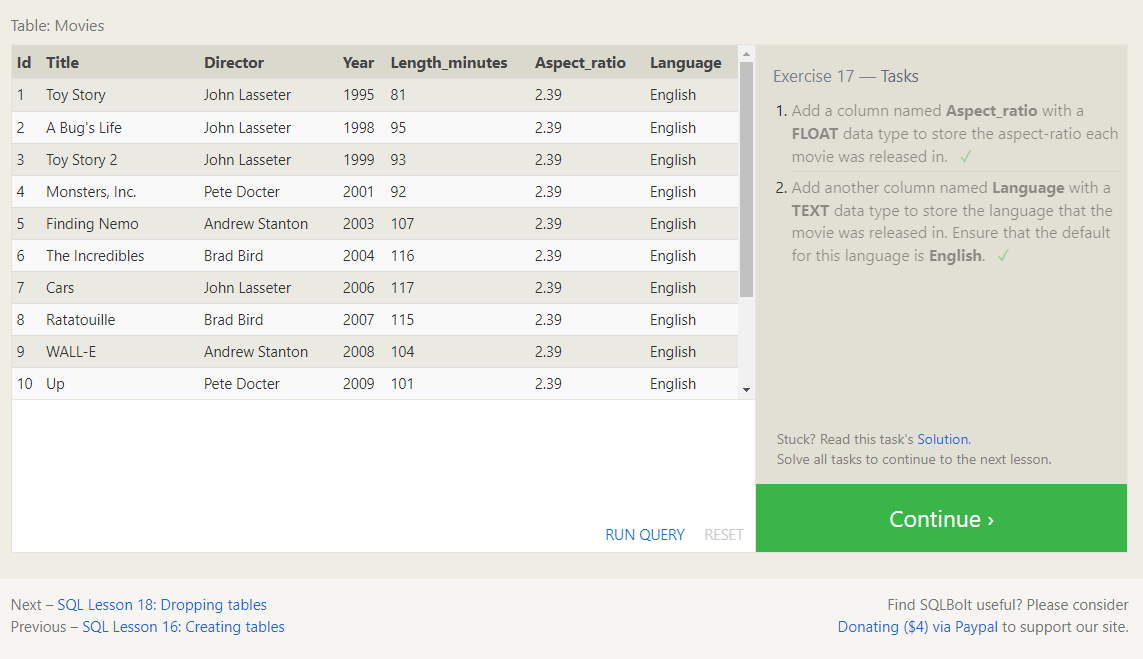 Table: Movies
Id Title Director Year Length_minutes Aspect_ratio Language
1 Toy Story John Lasseter 1995 81 2.39 English
2 A Bug's Life John Lasseter 1998 95 2.39 English
3 Toy Story 2 John Lasseter 1999 93 2.39 English
4 Monsters, Inc. Pete Docter 2001 92 2.39 English
5 Finding Nemo Andrew Stanton 2003 107 2.39 English
6 The Incredibles Brad Bird 2004 116 2.39 English
7 Cars John Lasseter 2006 117 2.39 English
8 Ratatouille Brad Bird 2007 115 2.39 English
9 WALL-E Andrew Stanton 2008 104 2.39 English
10 Up Pete Docter 2009 101 2.39 English
RUN QUERY RESET
Exercise 17 — Tasks
1. Add a column named Aspect_ratio with a
FLOAT data type to store the aspect-ratio each
movie was released in. ✓
2. Add another column named Language with a
TEXT data type to store the language that the
movie was released in. Ensure that the default
for this language is English. ✓
Stuck? Read this task's Solution.
Solve all tasks to continue to the next lesson.
Continue ›
Next – SQL Lesson 18: Dropping tables
Previous – SQL Lesson 16: Creating tables
Find SQLBolt useful? Please consider
Donating ($4) via Paypal to support our site.